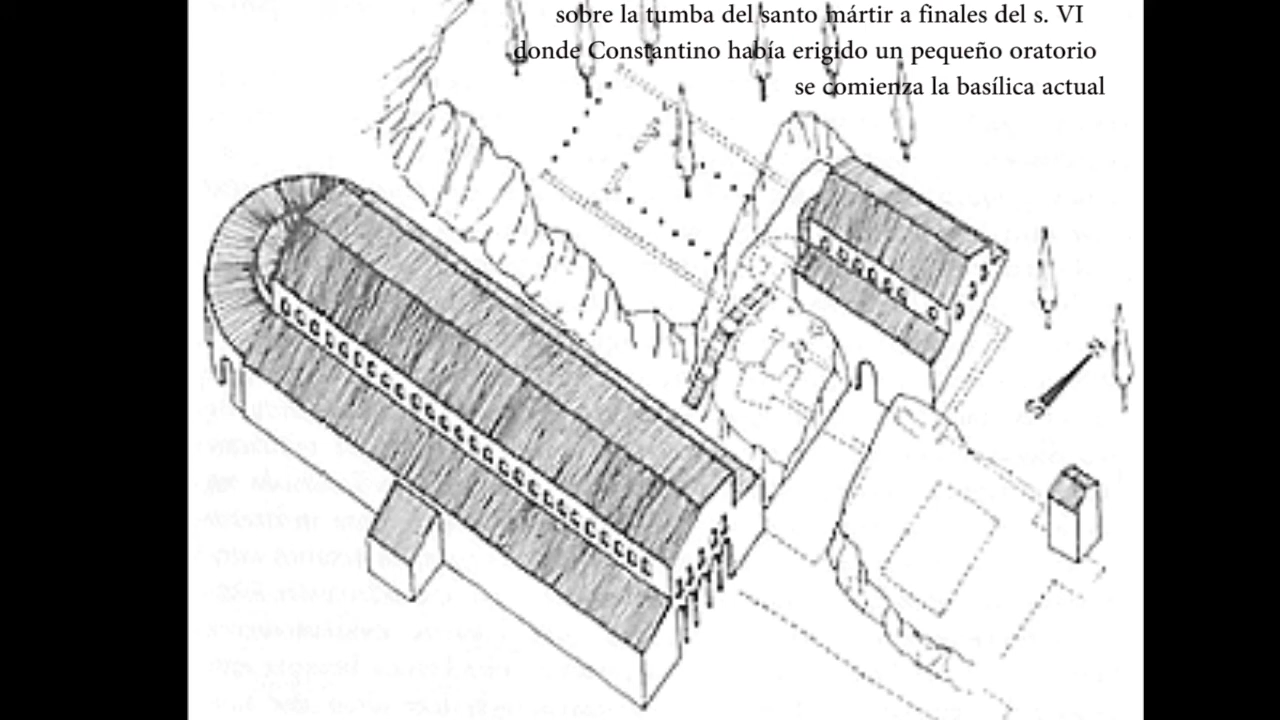 sobre la tumba del santo mártir a finales del s. VI
donde Constantino había erigido un pequeño oratorio
se comienza la basílica actual